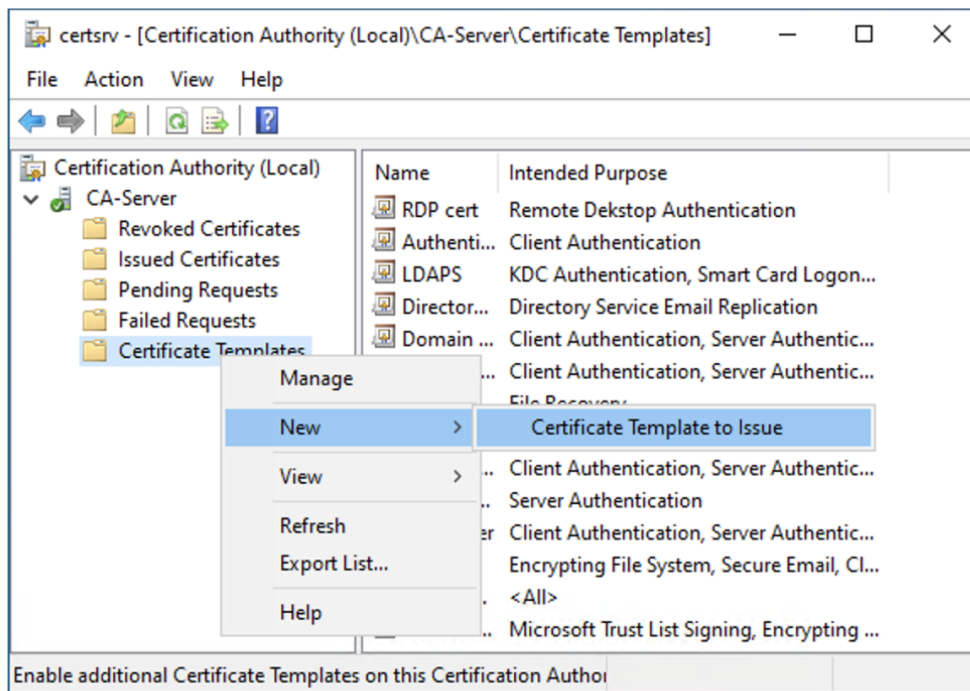 certsrv - [Certification Authority (Local)\CA-Server\Certificate Templates]
File Action View Help
Certification Authority (Local)
CA-Server
Revoked Certificates
Issued Certificates
Pending Requests
Failed Requests
Certificate Templates
Name Intended Purpose
RDP cert Remote Dekstop Authentication
Authenti... Client Authentication
LDAPS KDC Authentication, Smart Card Logon...
Director... Directory Service Email Replication
Domain ... Client Authentication, Server Authentic...
... Client Authentication, Server Authentic...
File Recovery
.. Client Authentication, Server Authentic...
.. Server Authentication
er Client Authentication, Server Authentic...
Encrypting File System, Secure Email, Cl...
. <All>
.. Microsoft Trust List Signing, Encrypting ...
Manage
New
Certificate Template to Issue
View
Refresh
Export List...
Help
Enable additional Certificate Templates on this Certification Author